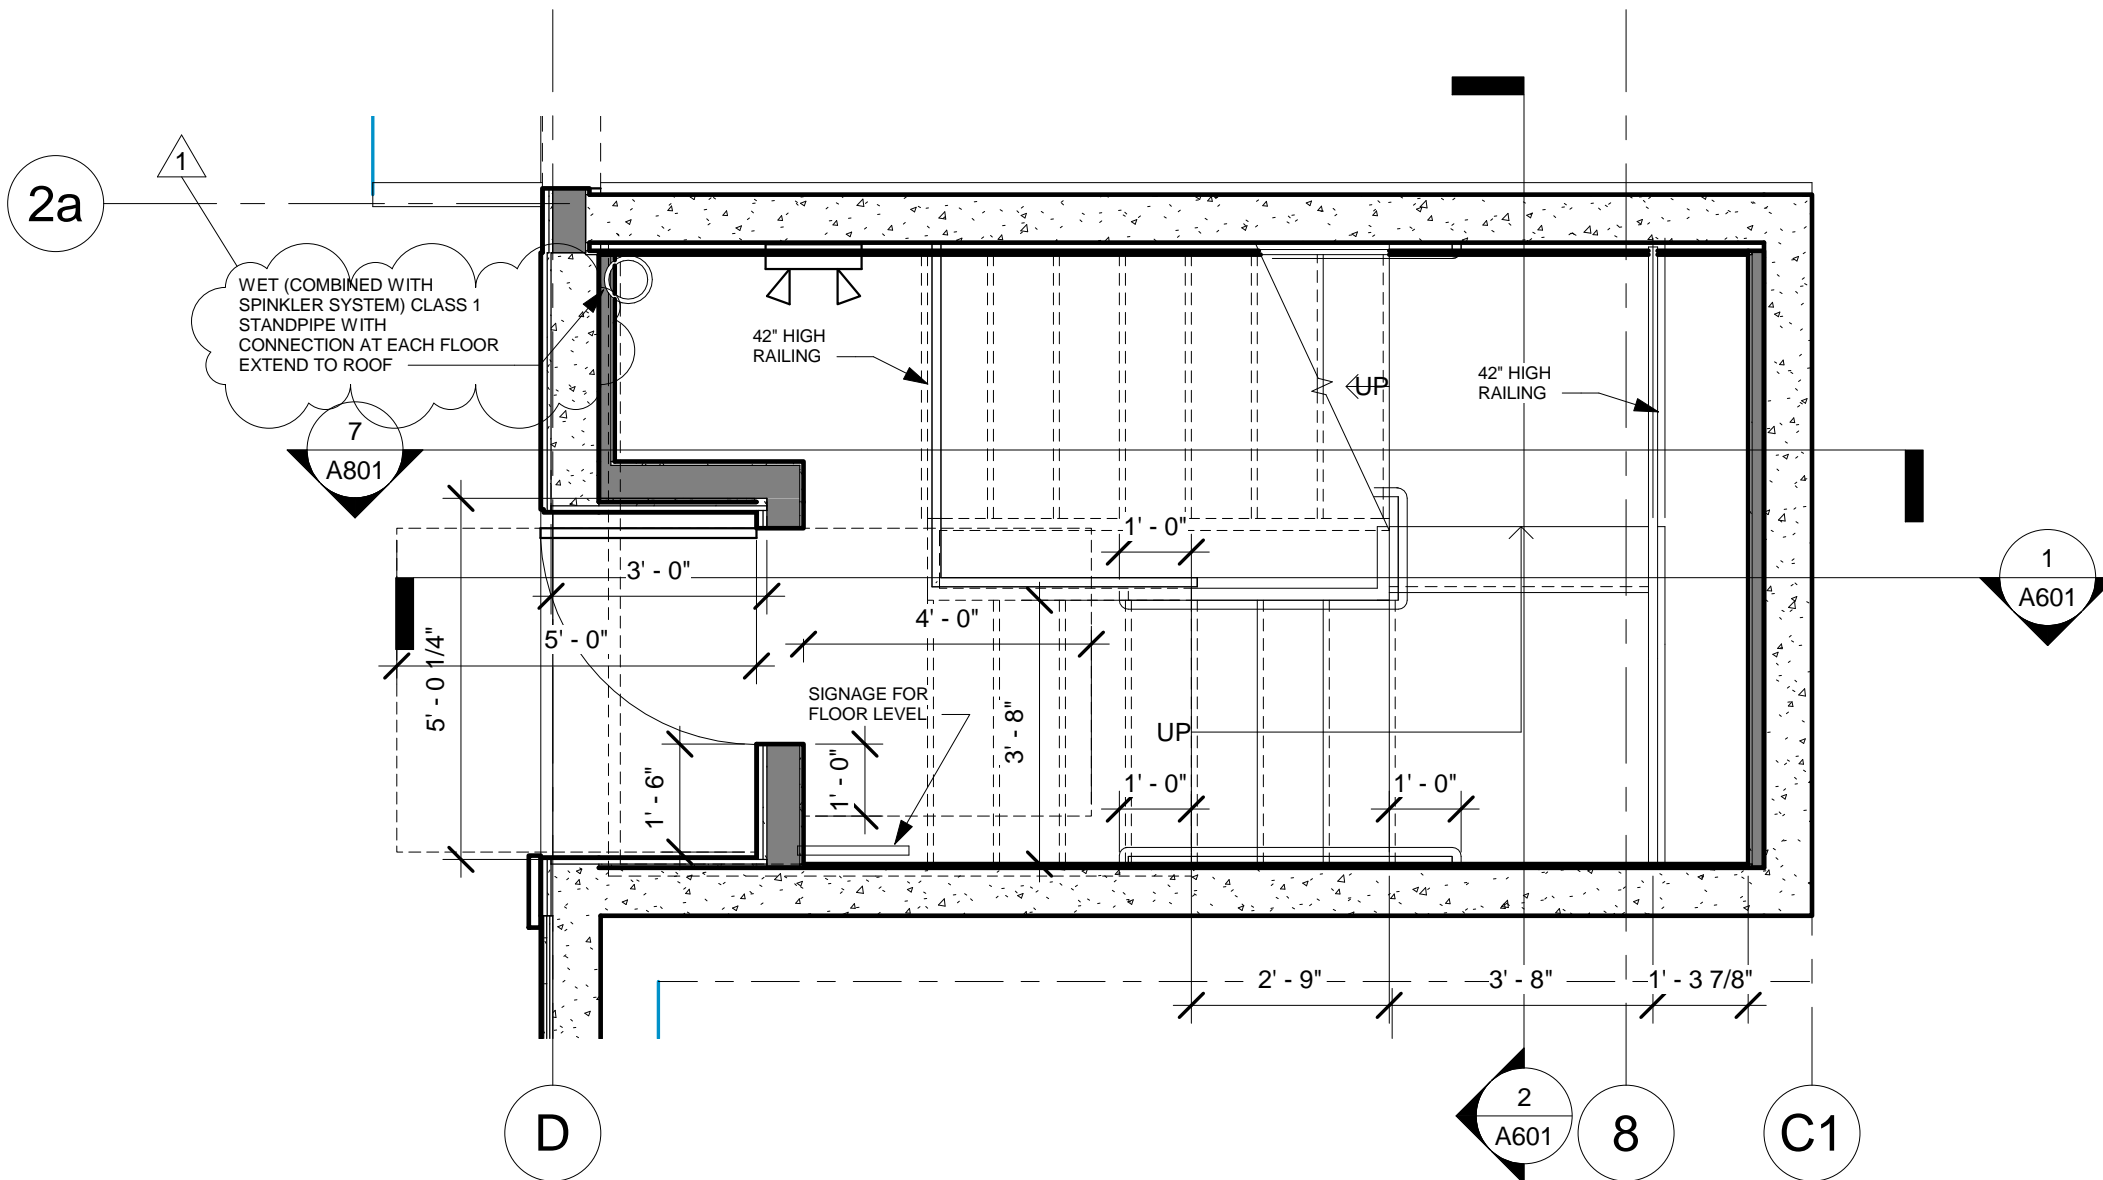 1
2a
WET (COMBINED WITH
SPINKLER SYSTEM) CLASS 1
STANDPIPE WITH
CONNECTION AT EACH FLOOR
EXTEND TO ROOF
42" HIGH
RAILING
UP
42" HIGH
RAILING
7
A801
1' - 0"
3' - 0"
1
A601
4' - 0"
5' - 0"
5' - 0 1/4"
SIGNAGE FOR
FLOOR LEVEL
3' - 8"
UP
1' - 6"
1' - 0"
1' - 0"
1' - 0"
2' - 9"
3' - 8"
1' - 3 7/8"
D
2
A601
8
C1